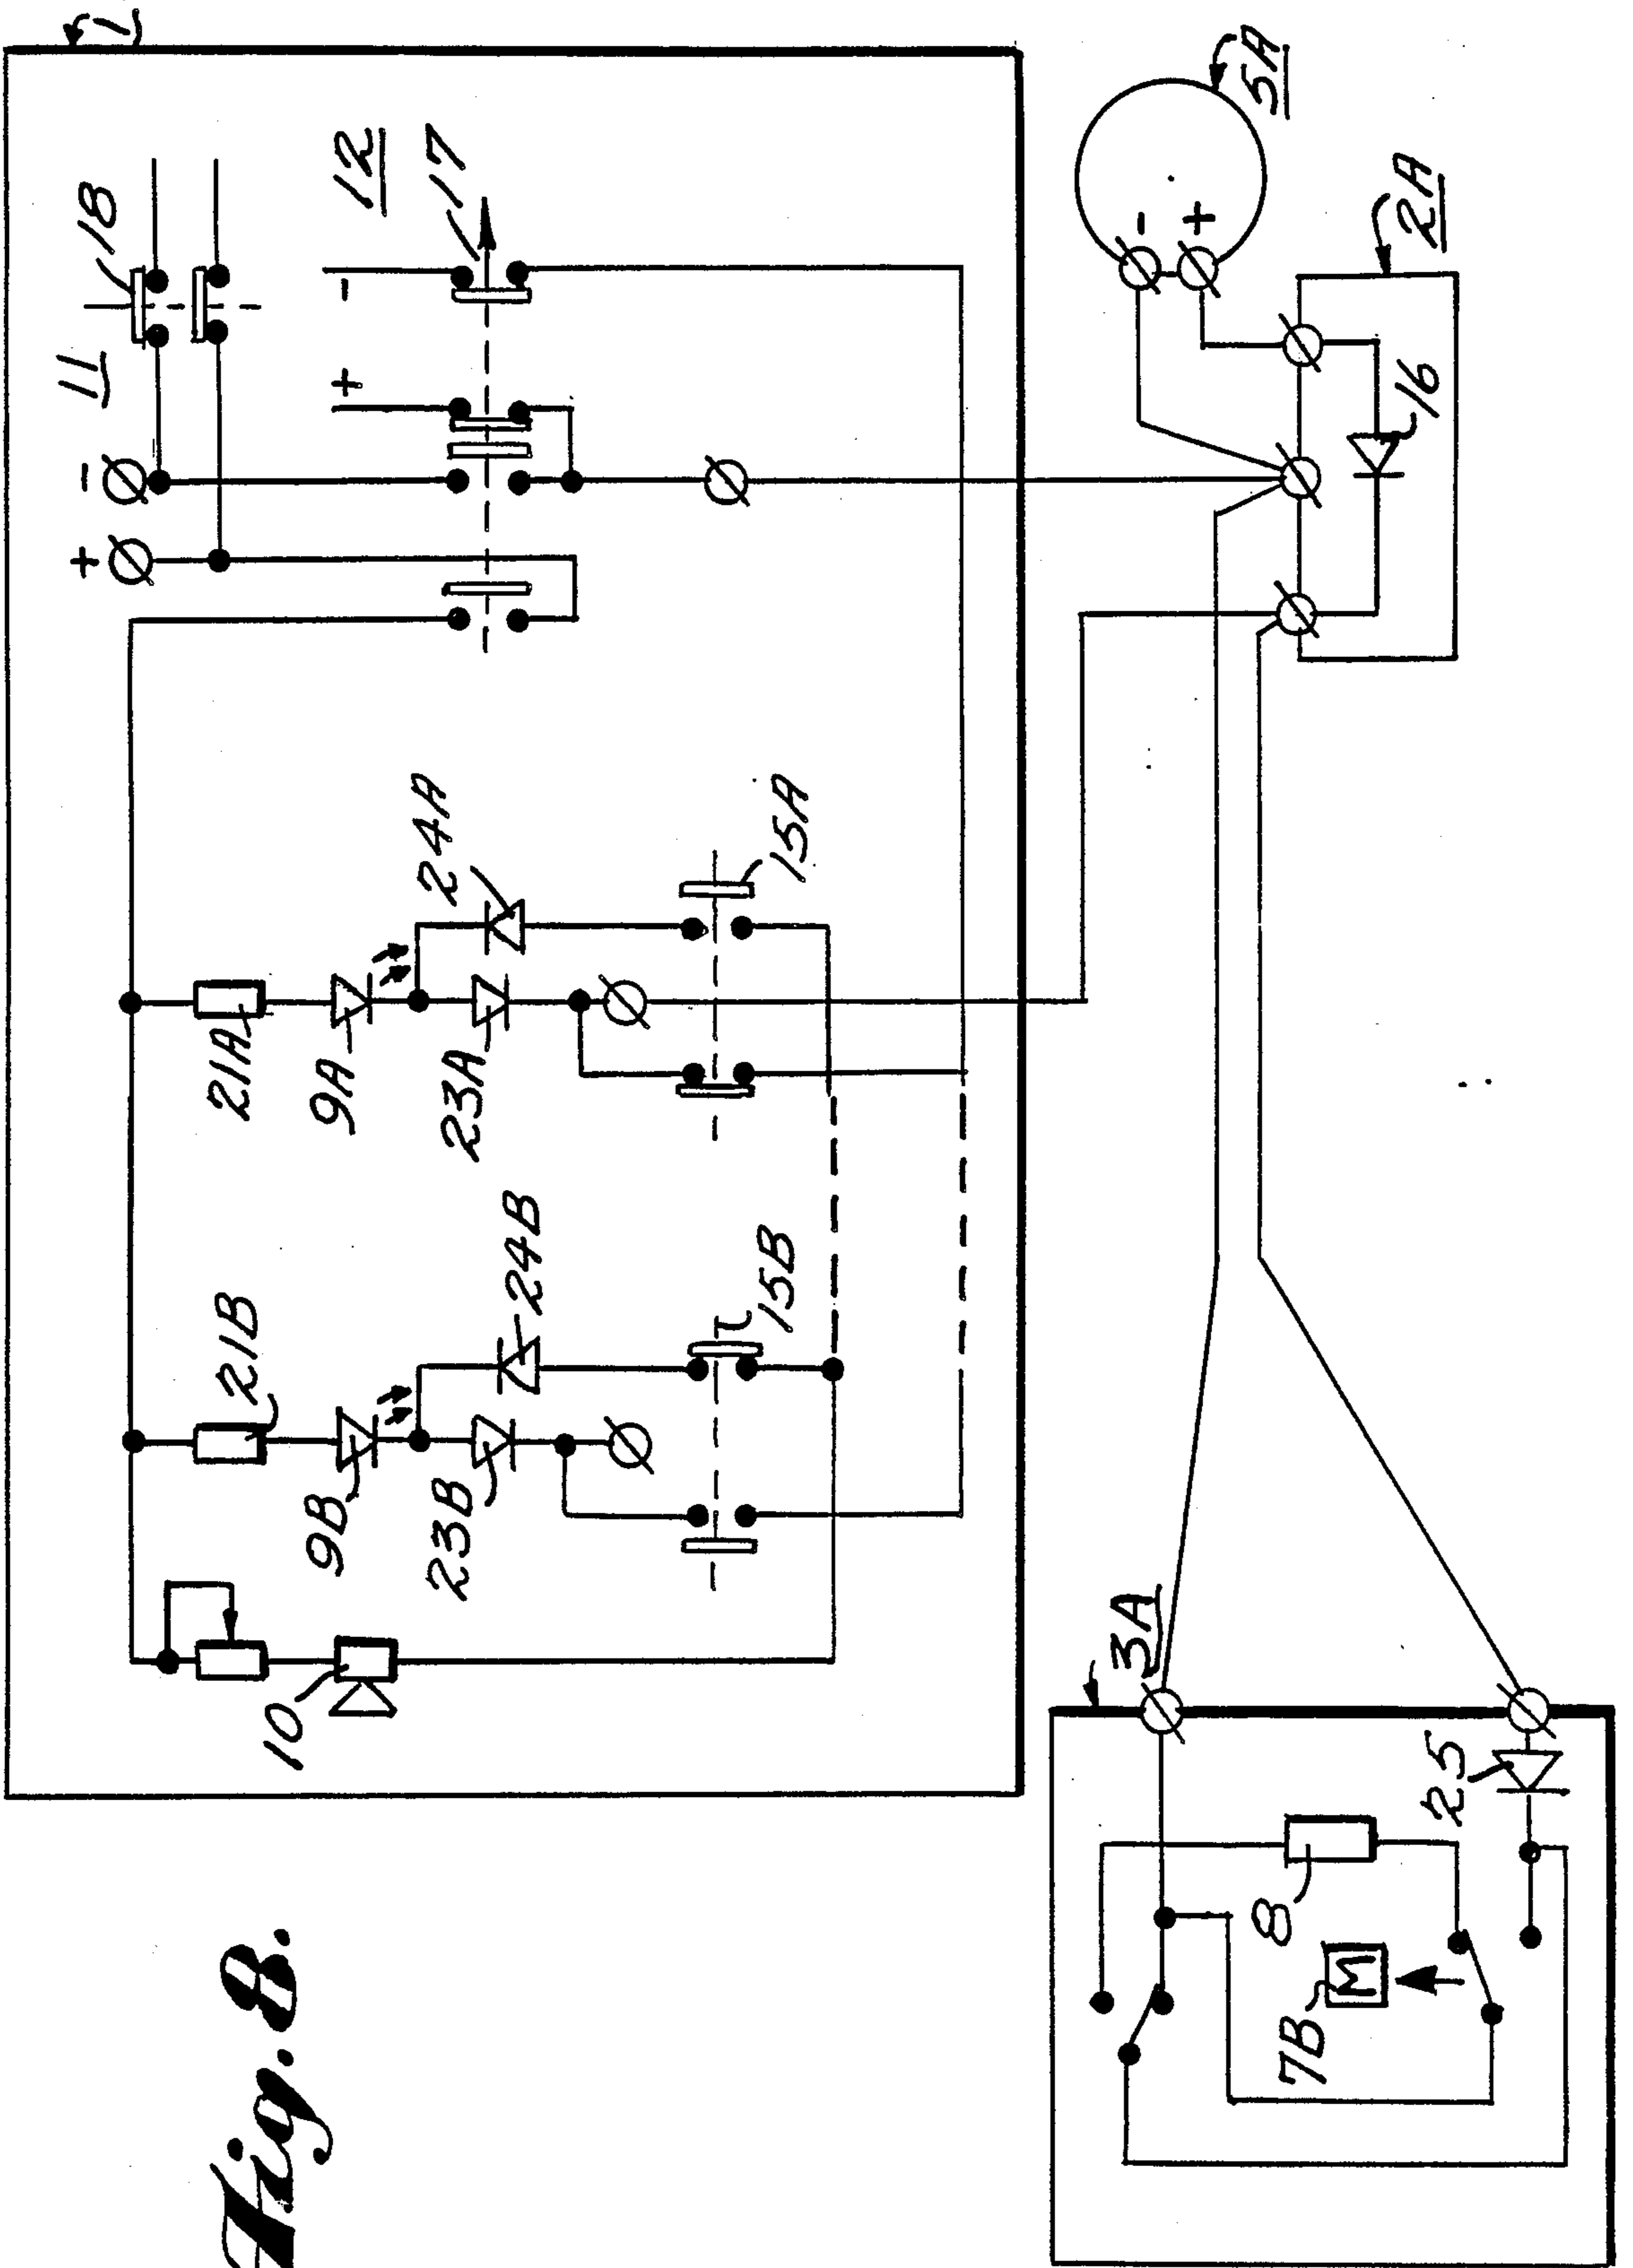 1
18
11
-
+
12
17
-
+
5A
-
+
2A
16
24A
15A
21A
9A
23A
24B
15B
21B
9B
23B
10
3A
25
8
M
7B
Fig. 8.